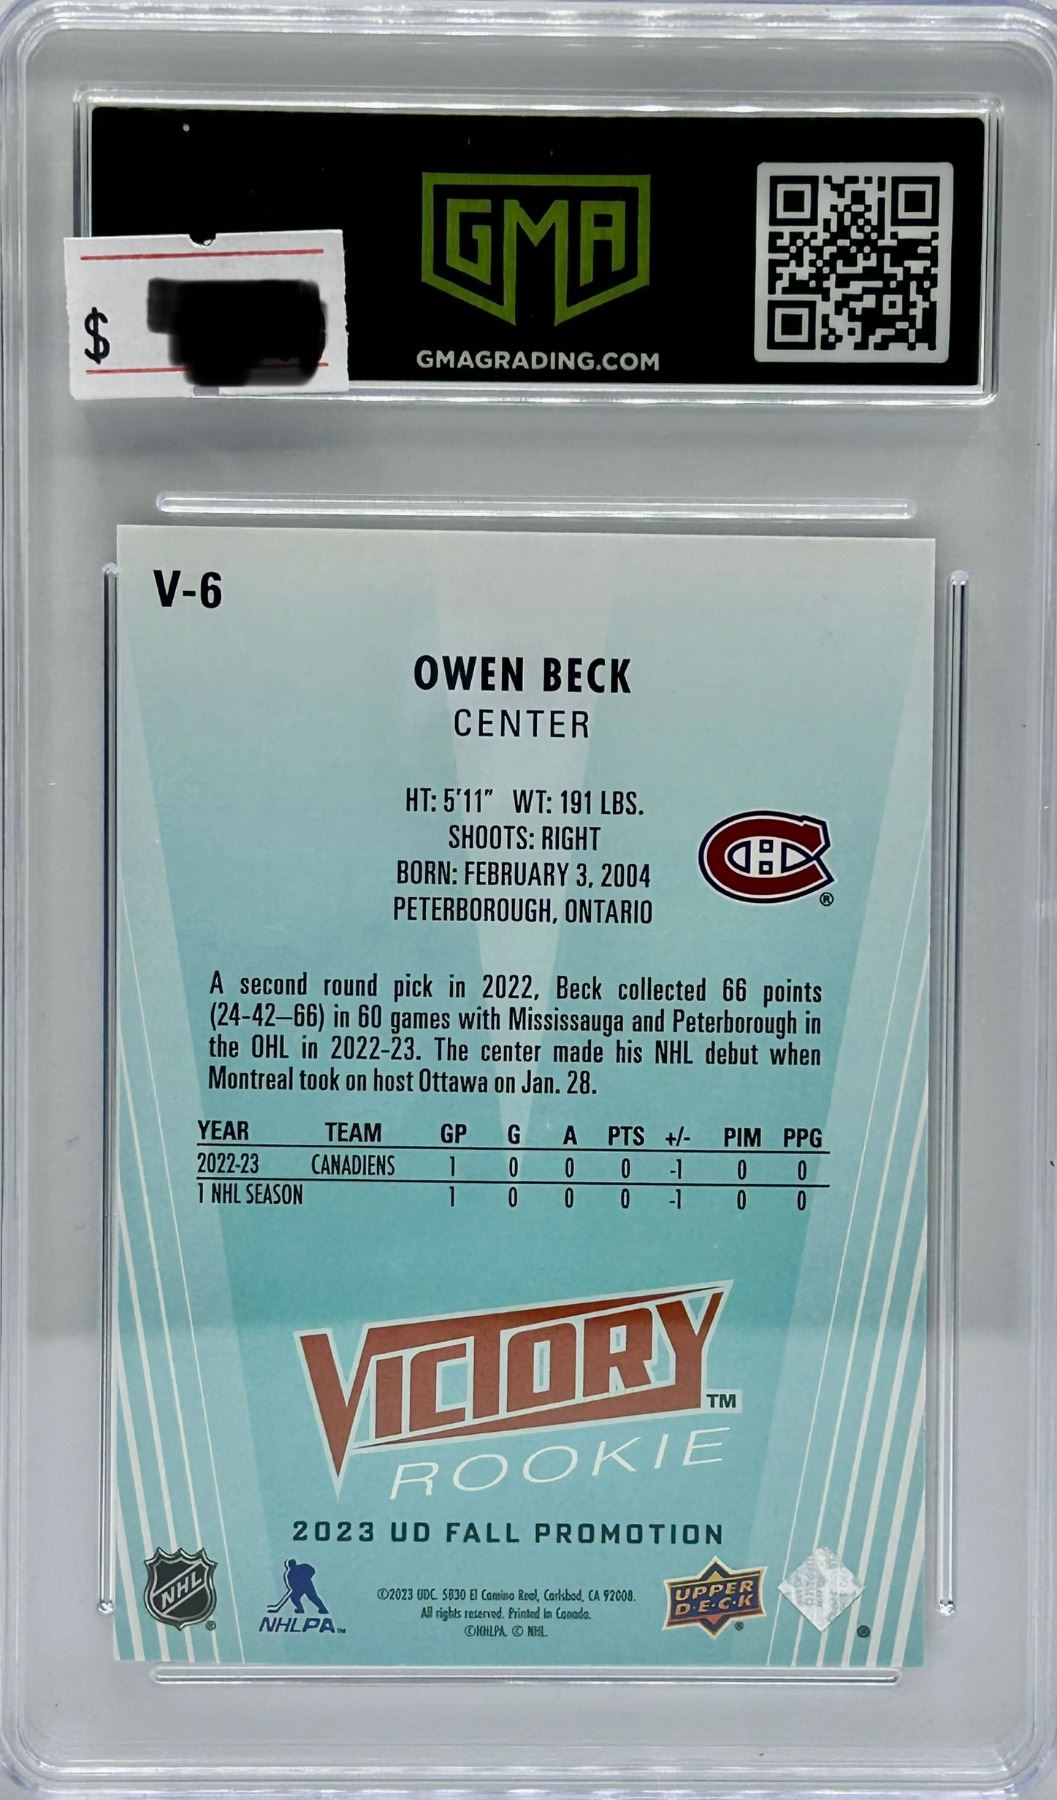 GMA
GMAGRADING.COM
$
V-6
OWEN BECK
CENTER
HT: 5'11" WT: 191 LBS.
SHOOTS: RIGHT
BORN: FEBRUARY 3, 2004
PETERBOROUGH, ONTARIO
C H ®
A second round pick in 2022, Beck collected 66 points
(24-42—66) in 60 games with Mississauga and Peterborough in
the OHL in 2022-23. The center made his NHL debut when
Montreal took on host Ottawa on Jan. 28.
YEAR TEAM GP G A PTS +/- PIM PPG
2022-23 CANADIENS 1 0 0 0 -1 0 0
1 NHL SEASON 1 0 0 0 -1 0 0
VICTORY TM
ROOKIE
2023 UD FALL PROMOTION
NHL ®
NHLPA TM
©2023 UDC. 5830 El Camino Real, Carlsbad, CA 92008.
All rights reserved. Printed in Canada.
©NHLPA. © NHL.
UPPER
D·E·C·K ®
®